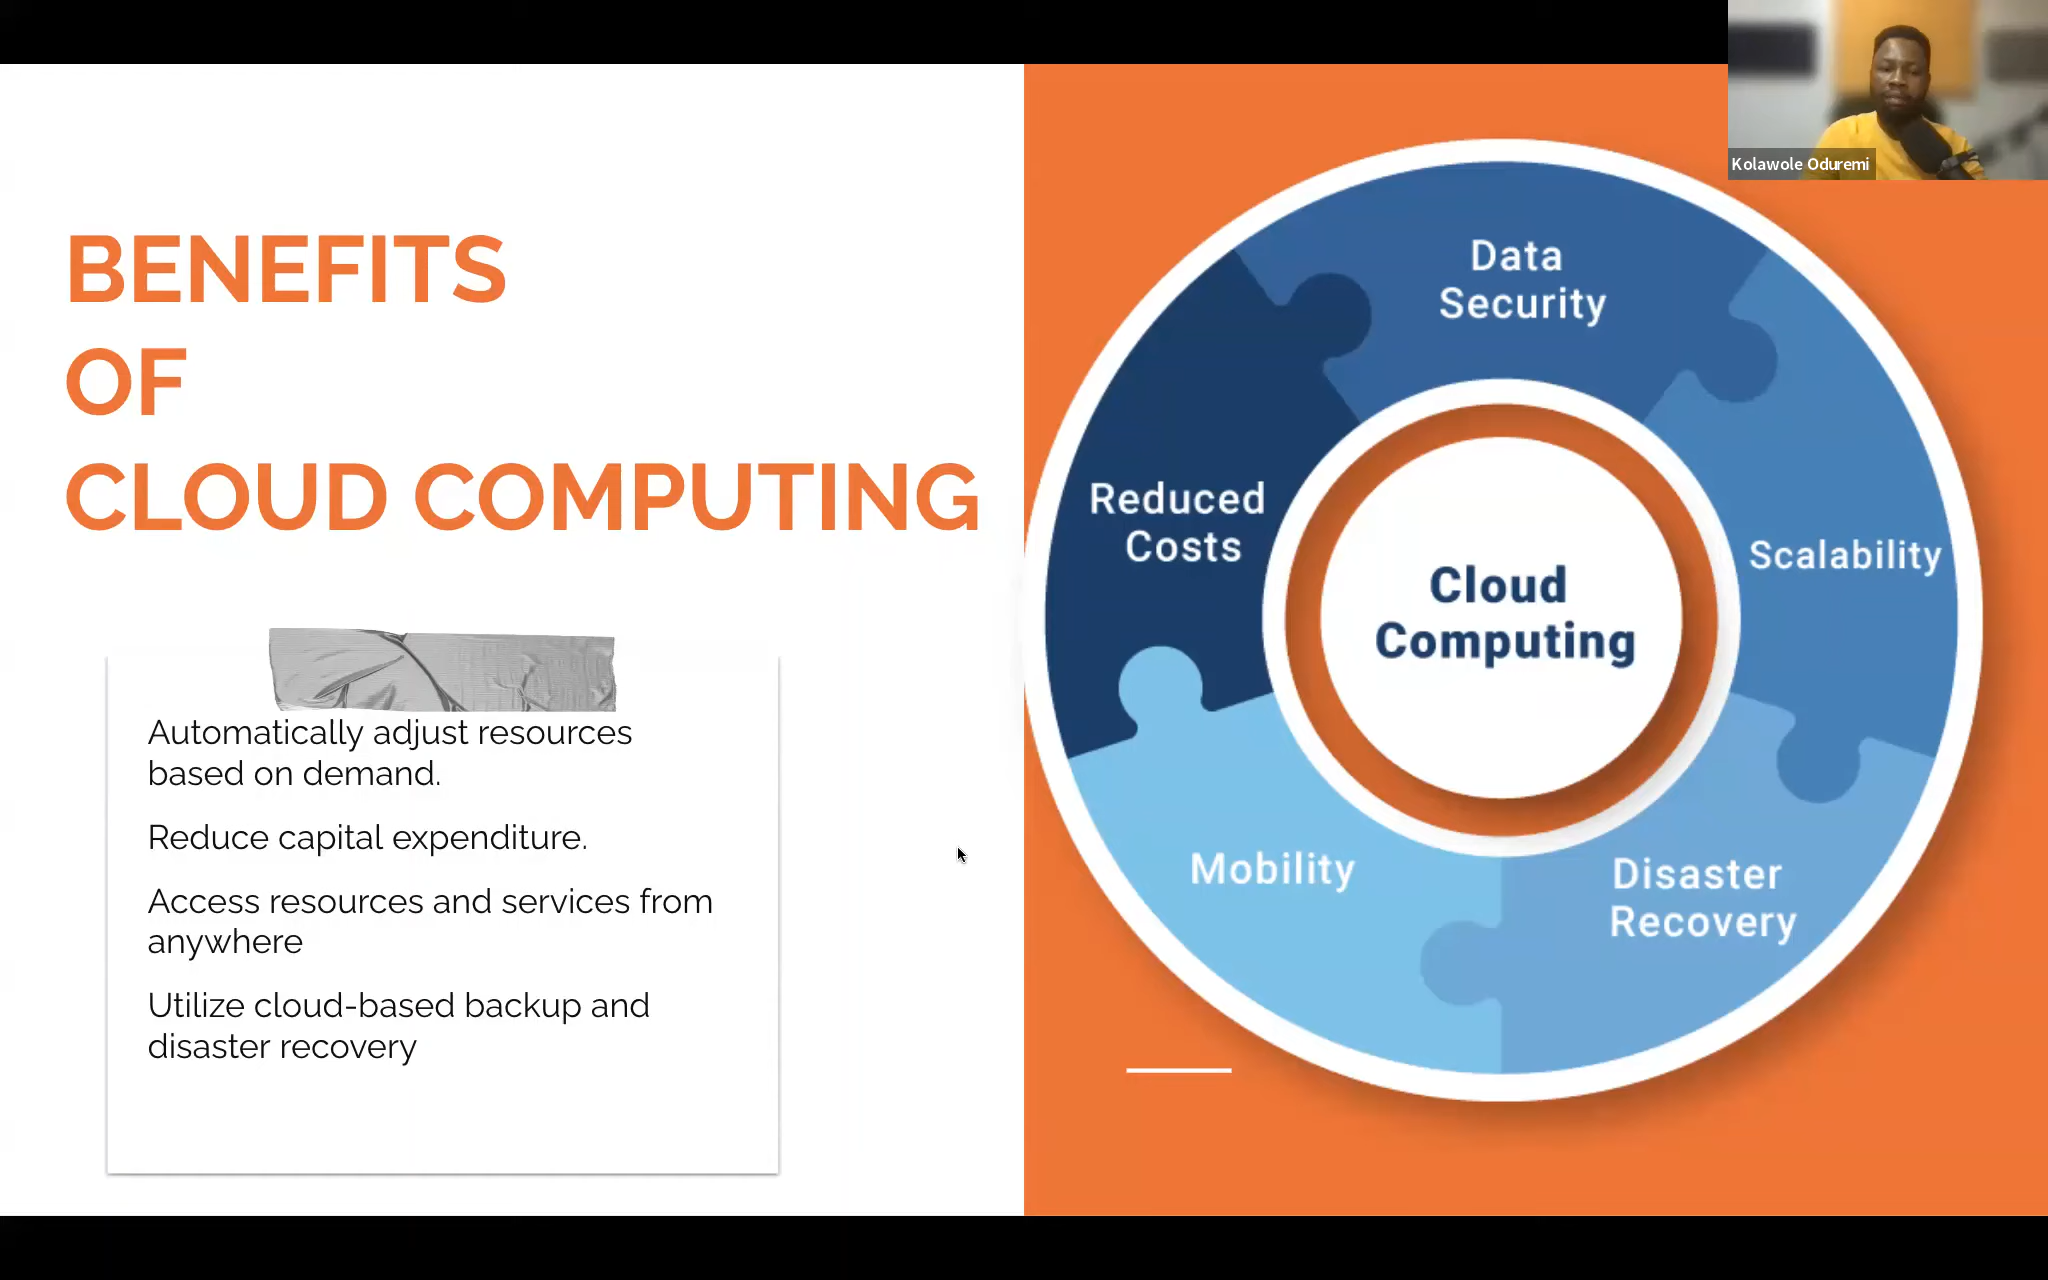 BENEFITS
OF
CLOUD COMPUTING
Automatically adjust resources
based on demand.
Reduce capital expenditure.
Access resources and services from
anywhere
Utilize cloud-based backup and
disaster recovery
Data
Security
Reduced
Costs
Scalability
Cloud
Computing
Mobility
Disaster
Recovery
Kolawole Oduremi